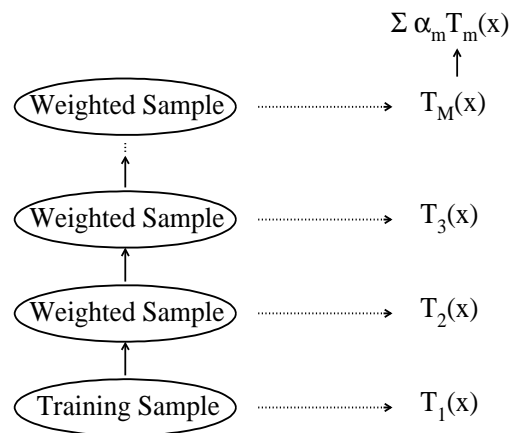 Σ α_m T_m(x)
Weighted Sample T_M(x)
Weighted Sample T_3(x)
Weighted Sample T_2(x)
Training Sample T_1(x)